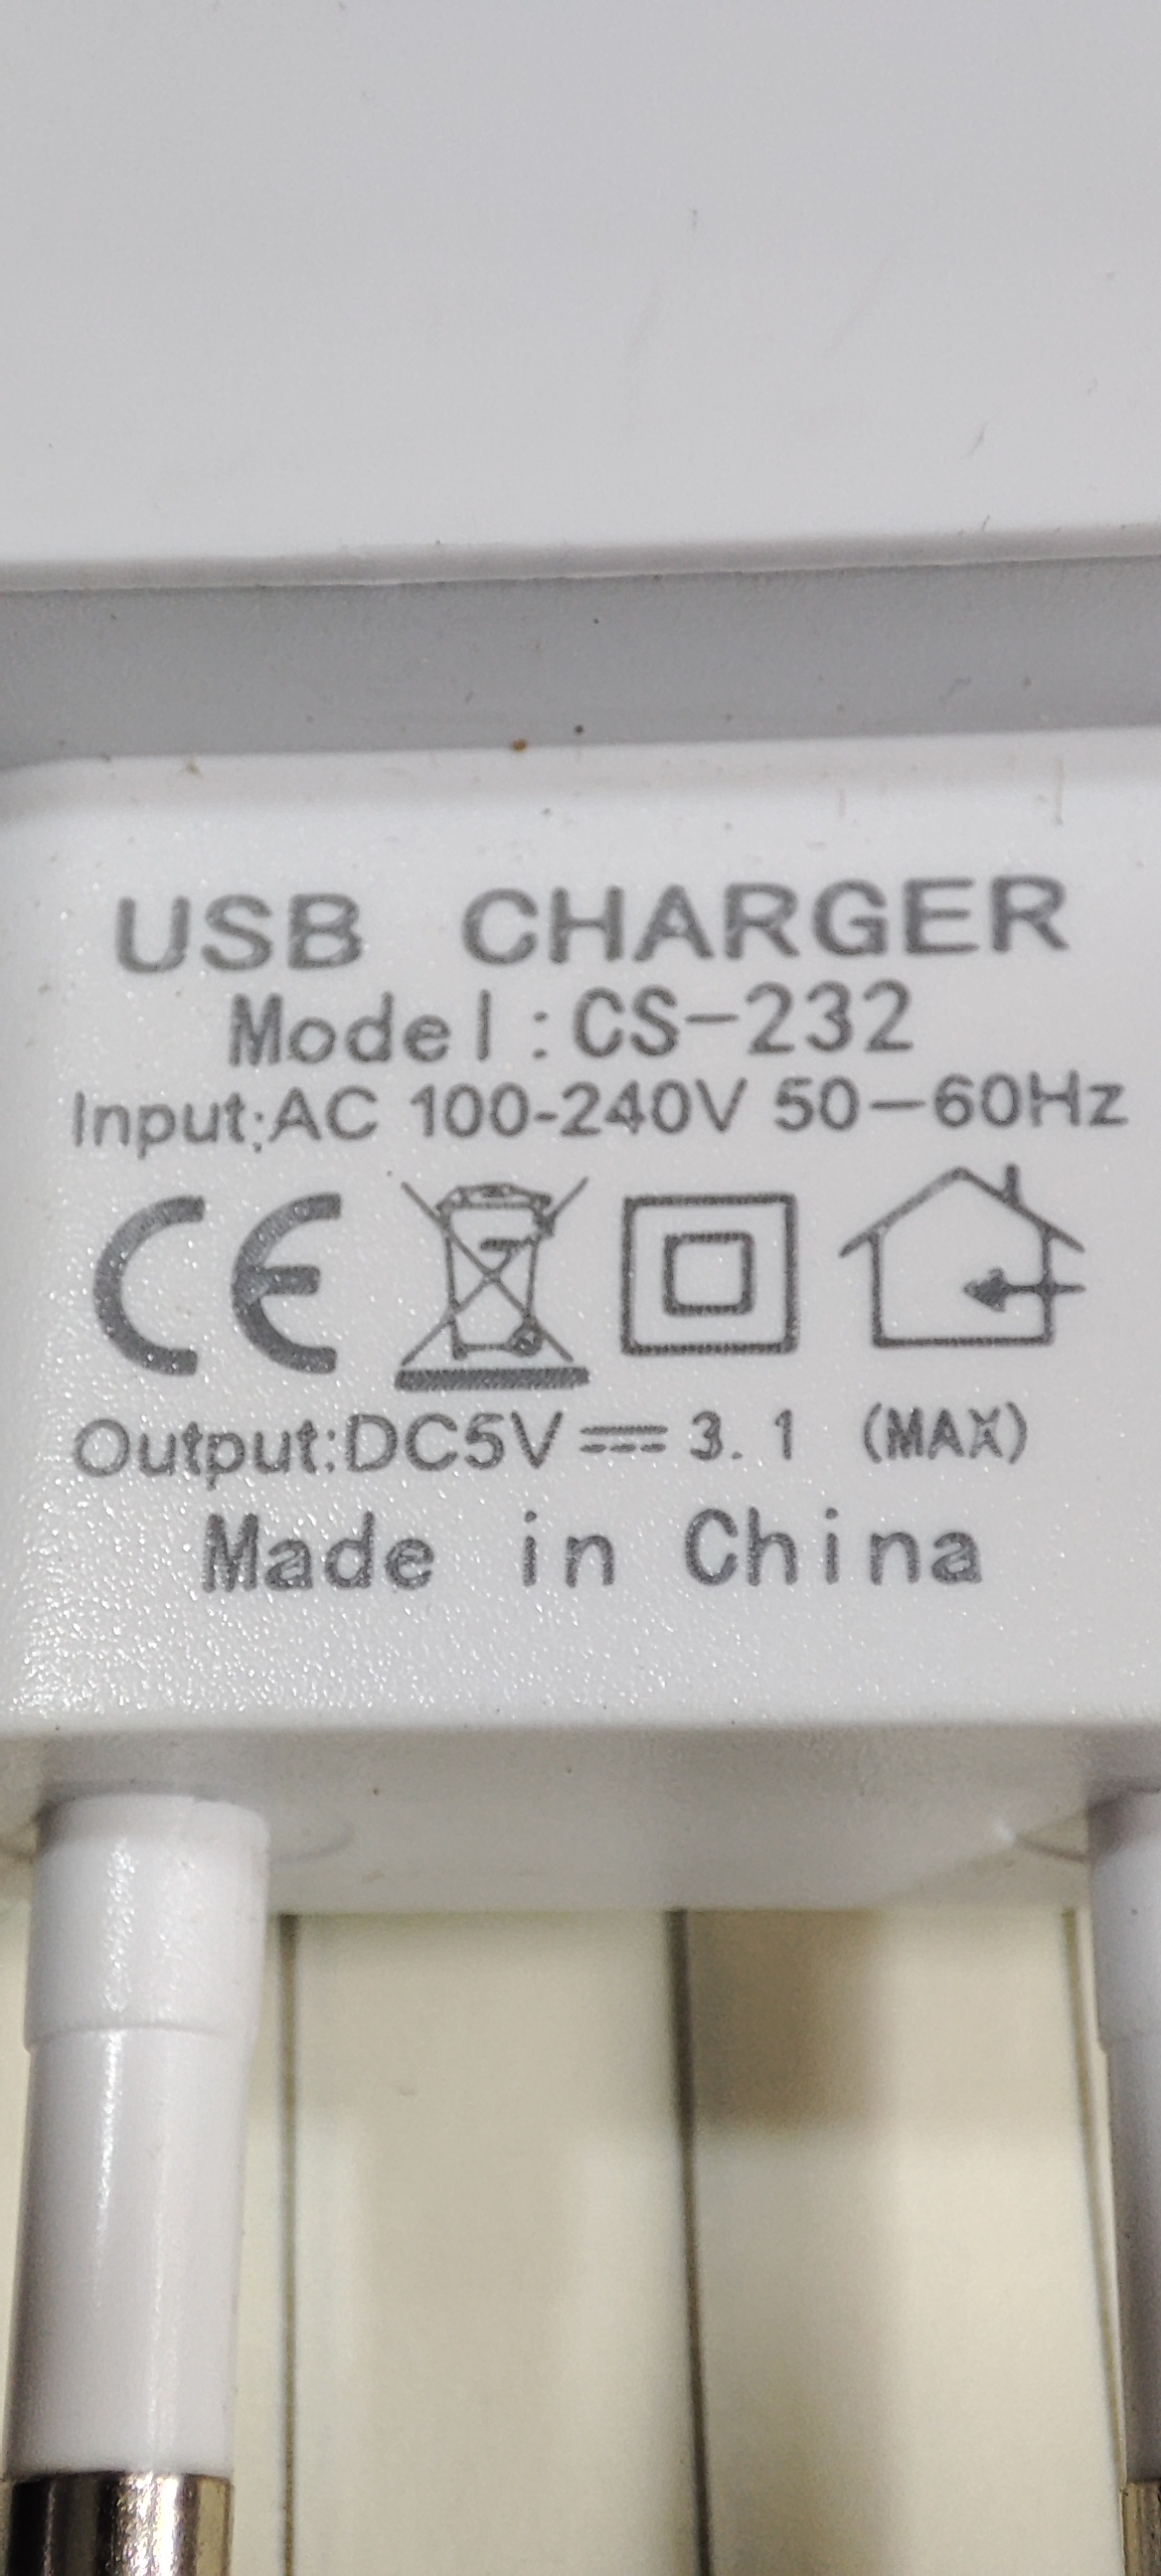 USB CHARGER
Model:CS-232
Input:AC 100-240V 50-60Hz
CE
Output:DC5V⎓3.1 (MAX)
Made in China